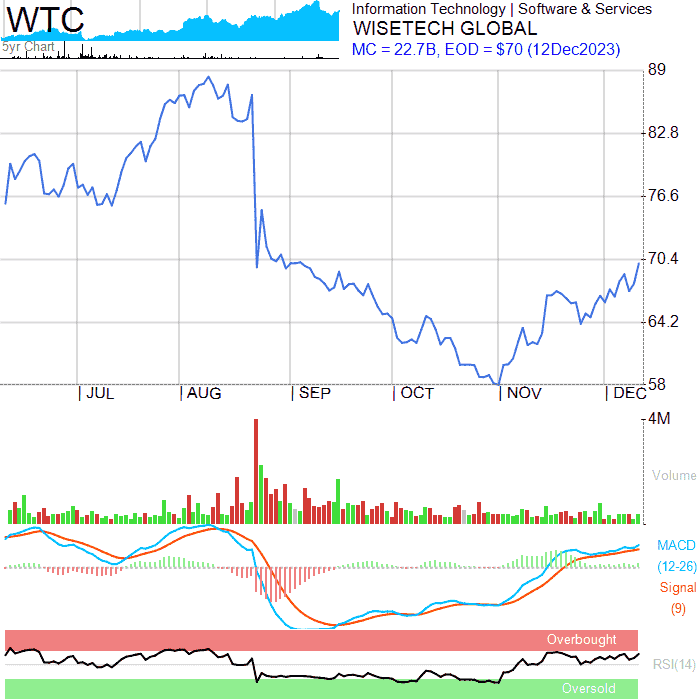 WTC
5yr Chart
Information Technology | Software & Services
WISETECH GLOBAL
MC = 22.7B, EOD = $70 (12Dec2023)
89
82.8
76.6
70.4
64.2
58
JUL
AUG
SEP
OCT
NOV
DEC
4M
Volume
MACD
(12-26)
Signal
(9)
Overbought
RSI(14)
Oversold